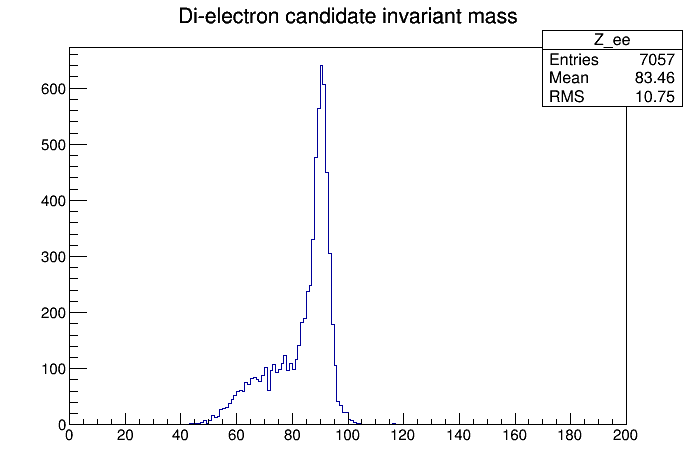 Di-electron candidate invariant mass
Z_ee
Entries 7057
Mean 83.46
RMS 10.75
600
500
400
300
200
100
0
0 20 40 60 80 100 120 140 160 180 200